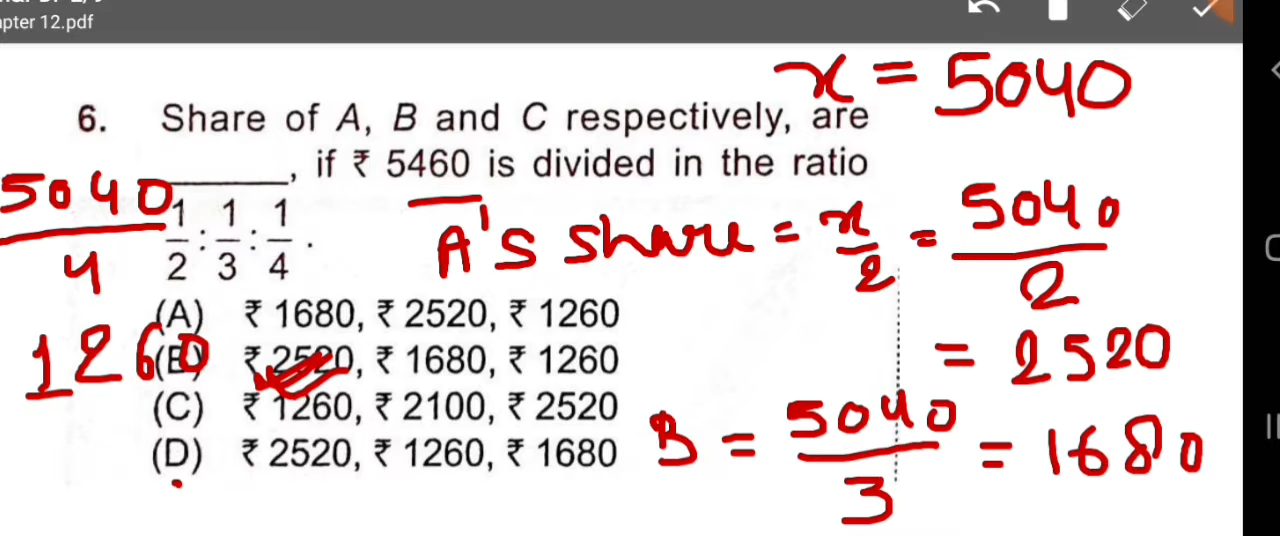 apter 12.pdf
x = 5040
6. Share of A, B and C respectively, are
______, if ₹ 5460 is divided in the ratio
1/2 : 1/3 : 1/4 .
5040/4
1260
A's share = x/2 = 5040/2
= 2520
(A) ₹ 1680, ₹ 2520, ₹ 1260
(B) ₹ 2520, ₹ 1680, ₹ 1260
(C) ₹ 1260, ₹ 2100, ₹ 2520
(D) ₹ 2520, ₹ 1260, ₹ 1680
B = 5040/3 = 1680